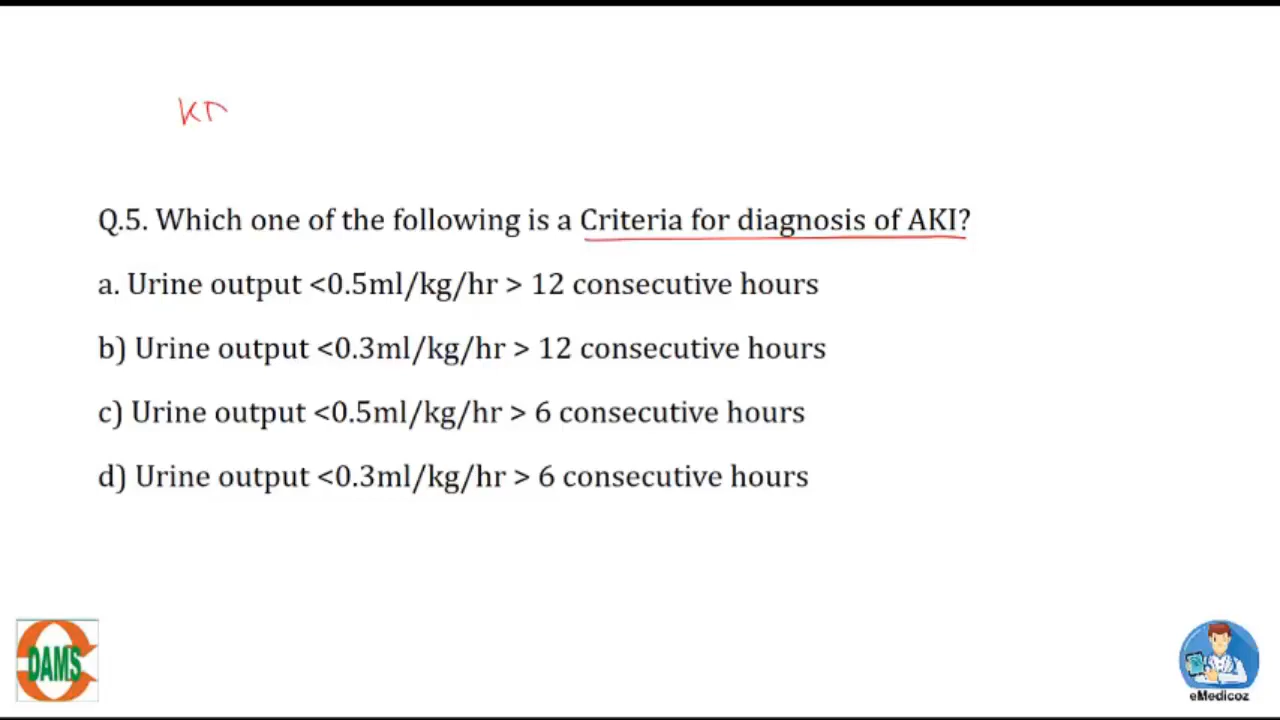 KD
Q.5. Which one of the following is a Criteria for diagnosis of AKI?
a. Urine output <0.5ml/kg/hr > 12 consecutive hours
b) Urine output <0.3ml/kg/hr > 12 consecutive hours
c) Urine output <0.5ml/kg/hr > 6 consecutive hours
d) Urine output <0.3ml/kg/hr > 6 consecutive hours
DAMS
eMedicoz